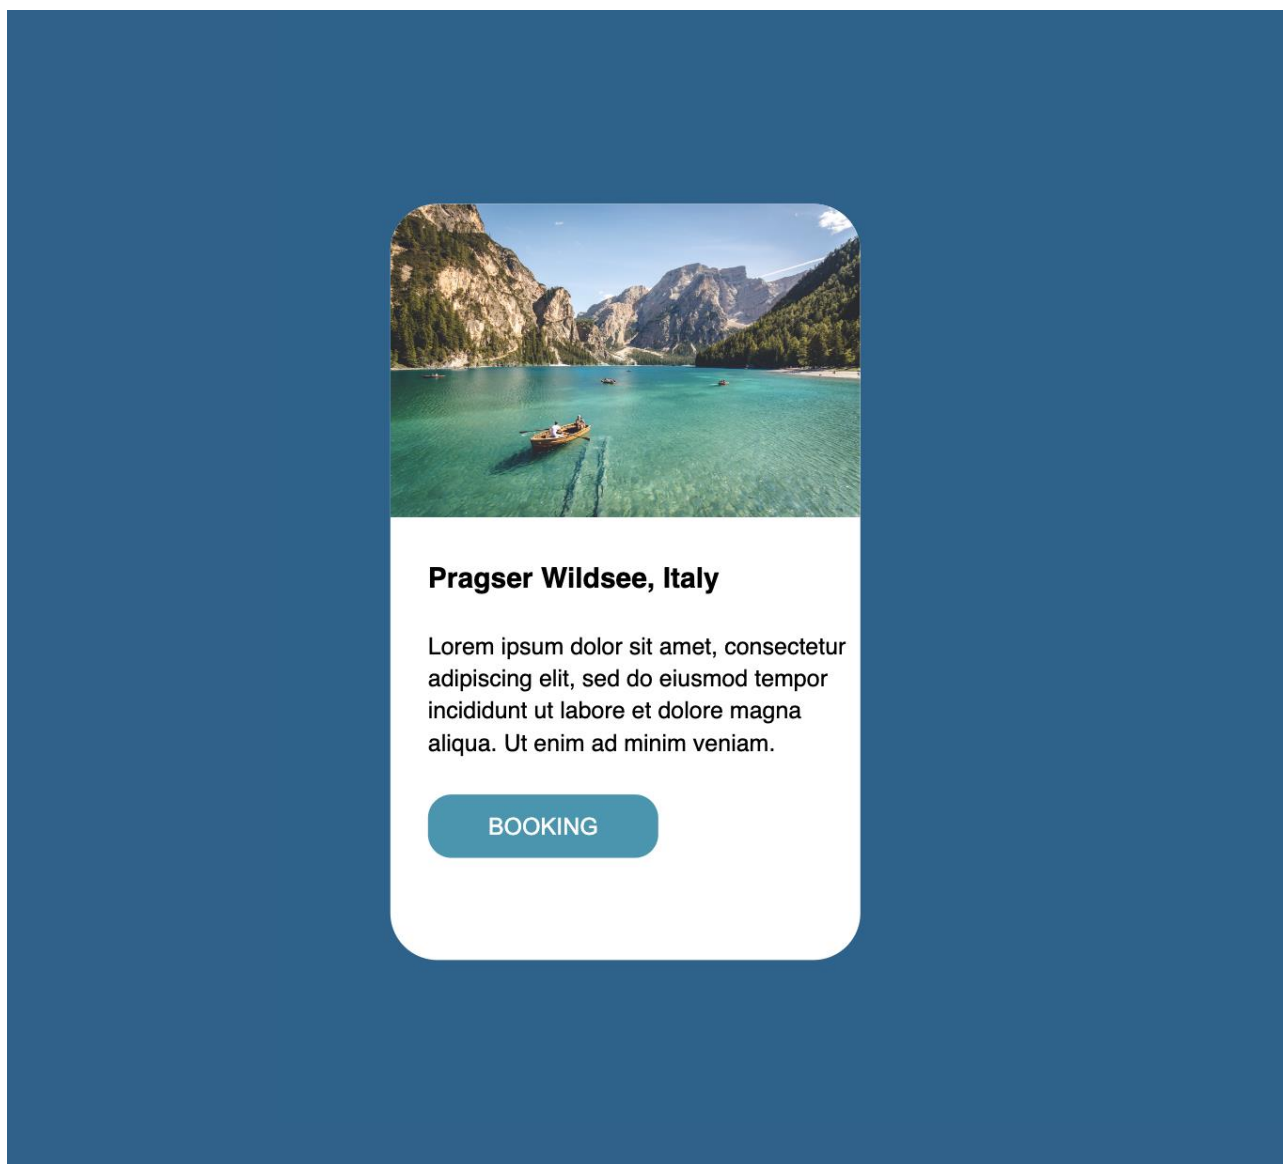 Pragser Wildsee, Italy
Lorem ipsum dolor sit amet, consectetur
adipiscing elit, sed do eiusmod tempor
incididunt ut labore et dolore magna
aliqua. Ut enim ad minim veniam.
BOOKING